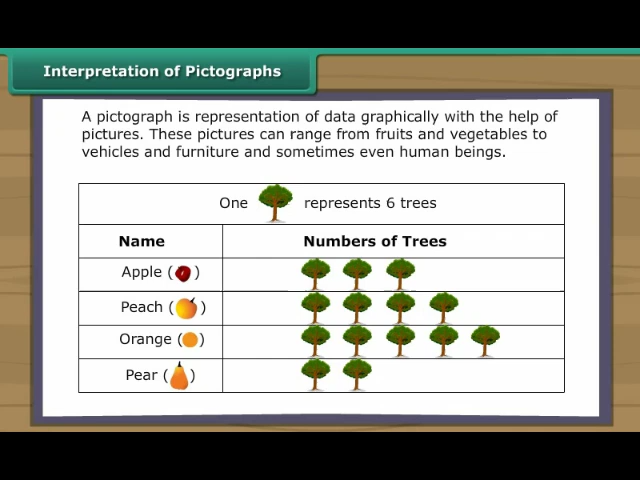 Interpretation of Pictographs
A pictograph is representation of data graphically with the help of
pictures. These pictures can range from fruits and vegetables to
vehicles and furniture and sometimes even human beings.
One represents 6 trees
Name Numbers of Trees
Apple ( )
Peach ( )
Orange ( )
Pear ( )